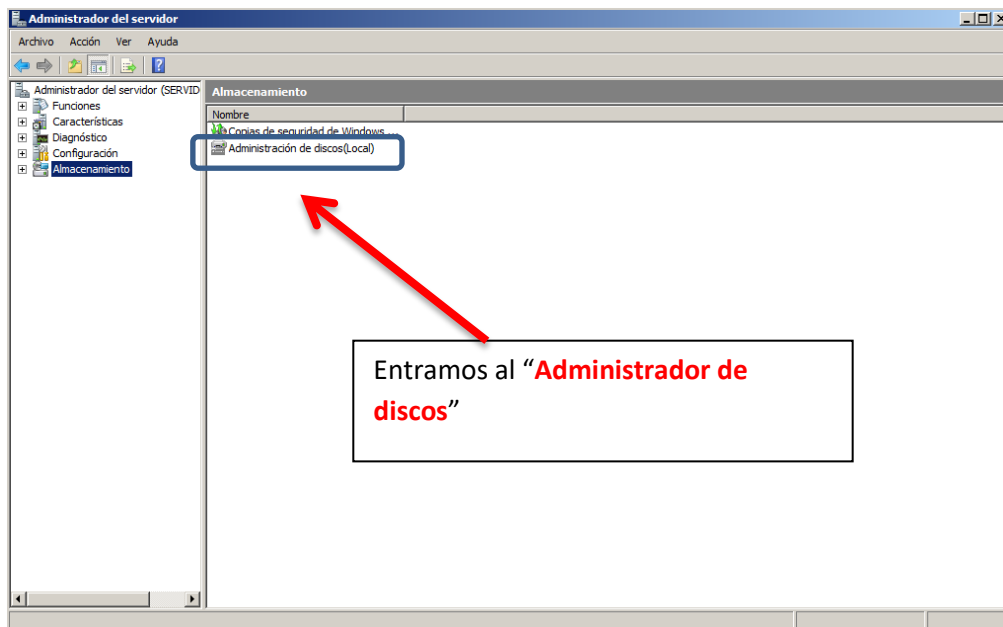 Administrador del servidor
Archivo Acción Ver Ayuda
Administrador del servidor (SERVID
Funciones
Características
Diagnóstico
Configuración
Almacenamiento
Almacenamiento
Nombre
Copias de seguridad de Windows ...
Administración de discos(Local)
Entramos al “Administrador de
discos”